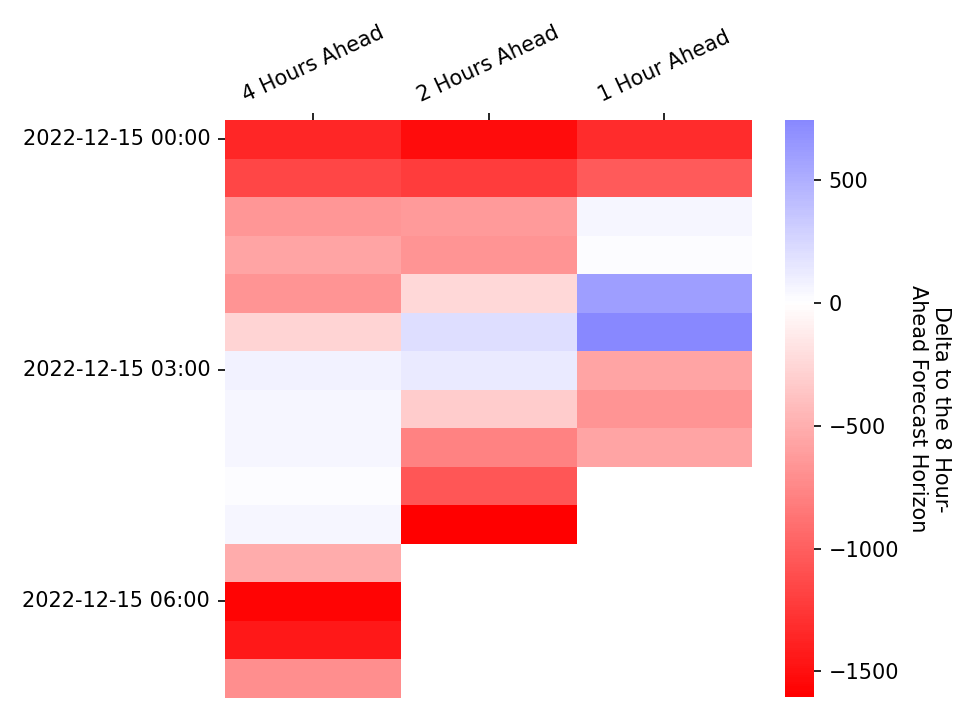 4 Hours Ahead
2 Hours Ahead
1 Hour Ahead
2022-12-15 00:00
2022-12-15 03:00
2022-12-15 06:00
500
0
−500
−1000
−1500
Delta to the 8 Hour-
Ahead Forecast Horizon